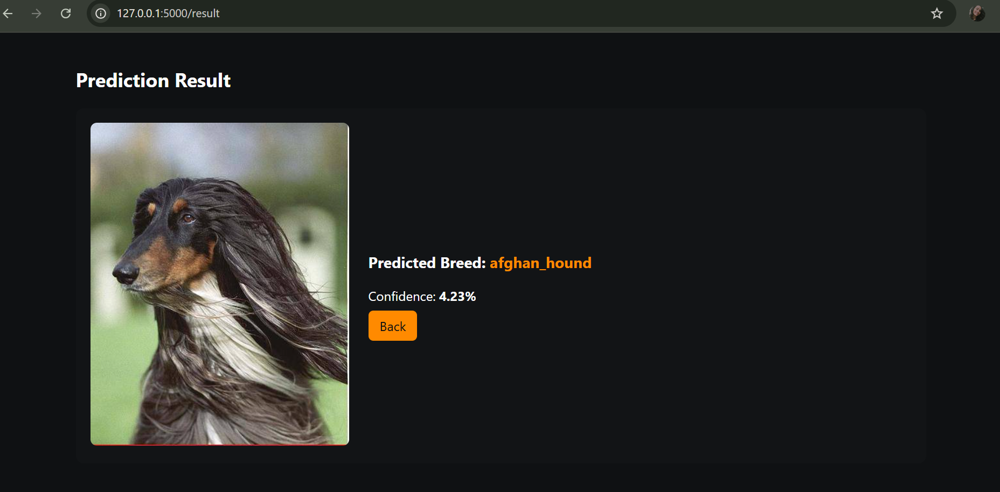 127.0.0.1:5000/result
Prediction Result
Predicted Breed: afghan_hound
Confidence: 4.23%
Back